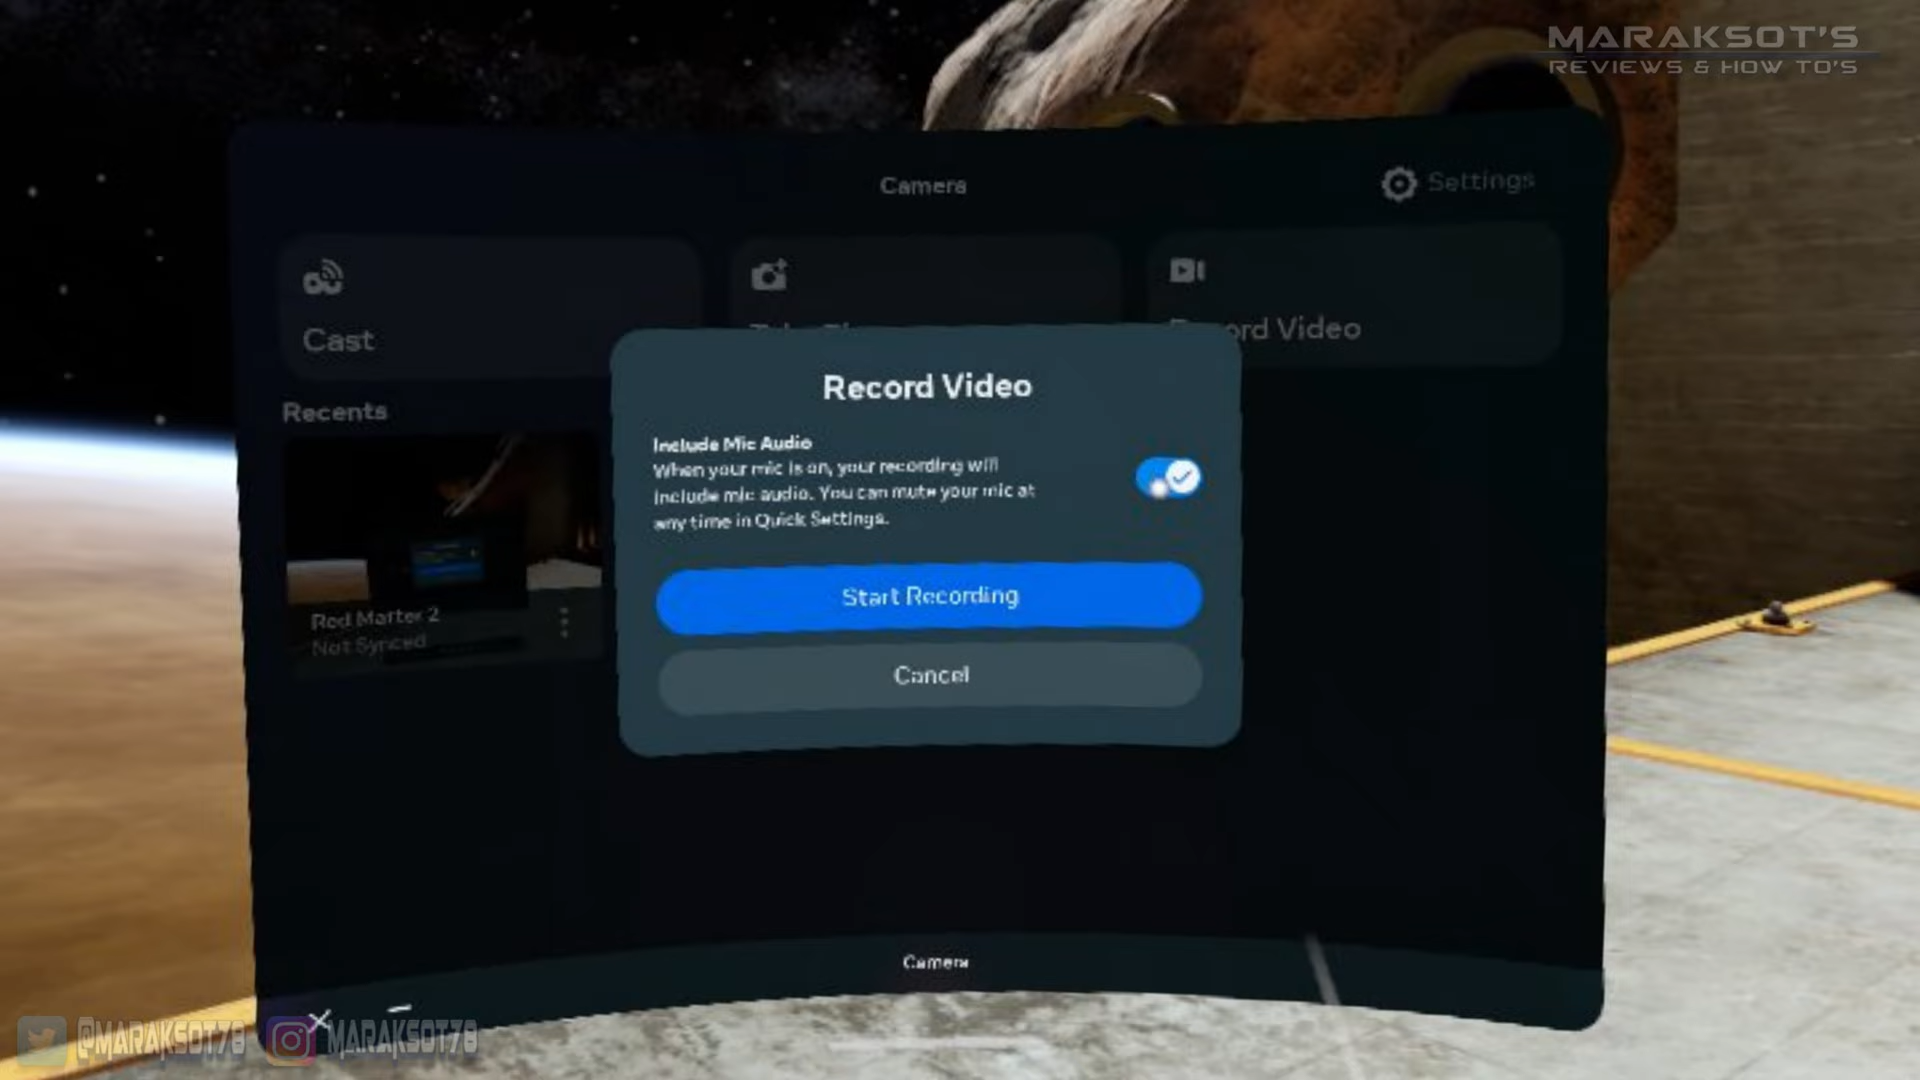 MARAKSOT'S
REVIEWS & HOW TO'S
Camera
Settings
Cast
Record Video
Recents
Record Video
Include Mic Audio
When your mic is on, your recording will
include mic audio. You can mute your mic at
any time in Quick Settings.
Start Recording
Cancel
Red Matter 2
Not Synced
Camera
@MARAKSOT78
MARAKSOT78